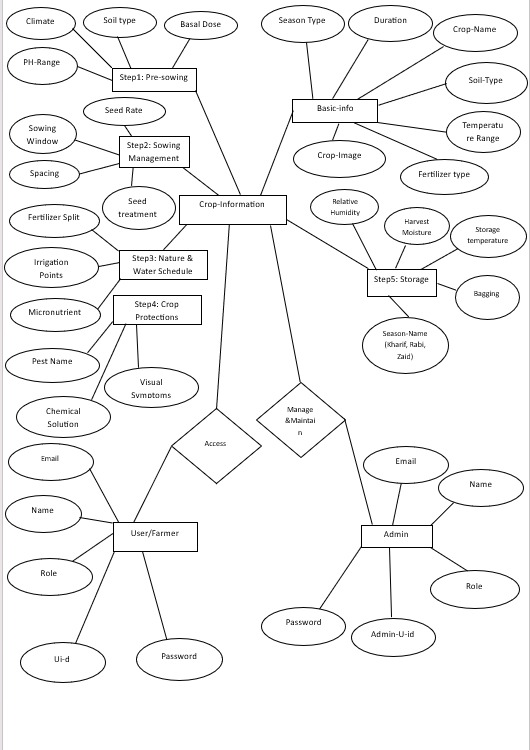 Climate
Soil type
Basal Dose
Season Type
Duration
Crop-Name
PH-Range
Step1: Pre-sowing
Soil-Type
Seed Rate
Basic-info
Sowing
Window
Step2: Sowing
Management
Temperatu
re Range
Crop-Image
Spacing
Fertilizer type
Seed
treatment
Crop-Information
Relative
Humidity
Fertilizer Split
Harvest
Moisture
Storage
temperature
Irrigation
Points
Step3: Nature &
Water Schedule
Step5: Storage
Bagging
Micronutrient
Step4: Crop
Protections
Season-Name
(Kharif, Rabi,
Zaid)
Pest Name
Visual
Symptoms
Chemical
Solution
Manage
&Maintai
n
Access
Email
Email
Name
Name
User/Farmer
Admin
Role
Role
Password
Admin-U-id
Ui-d
Password